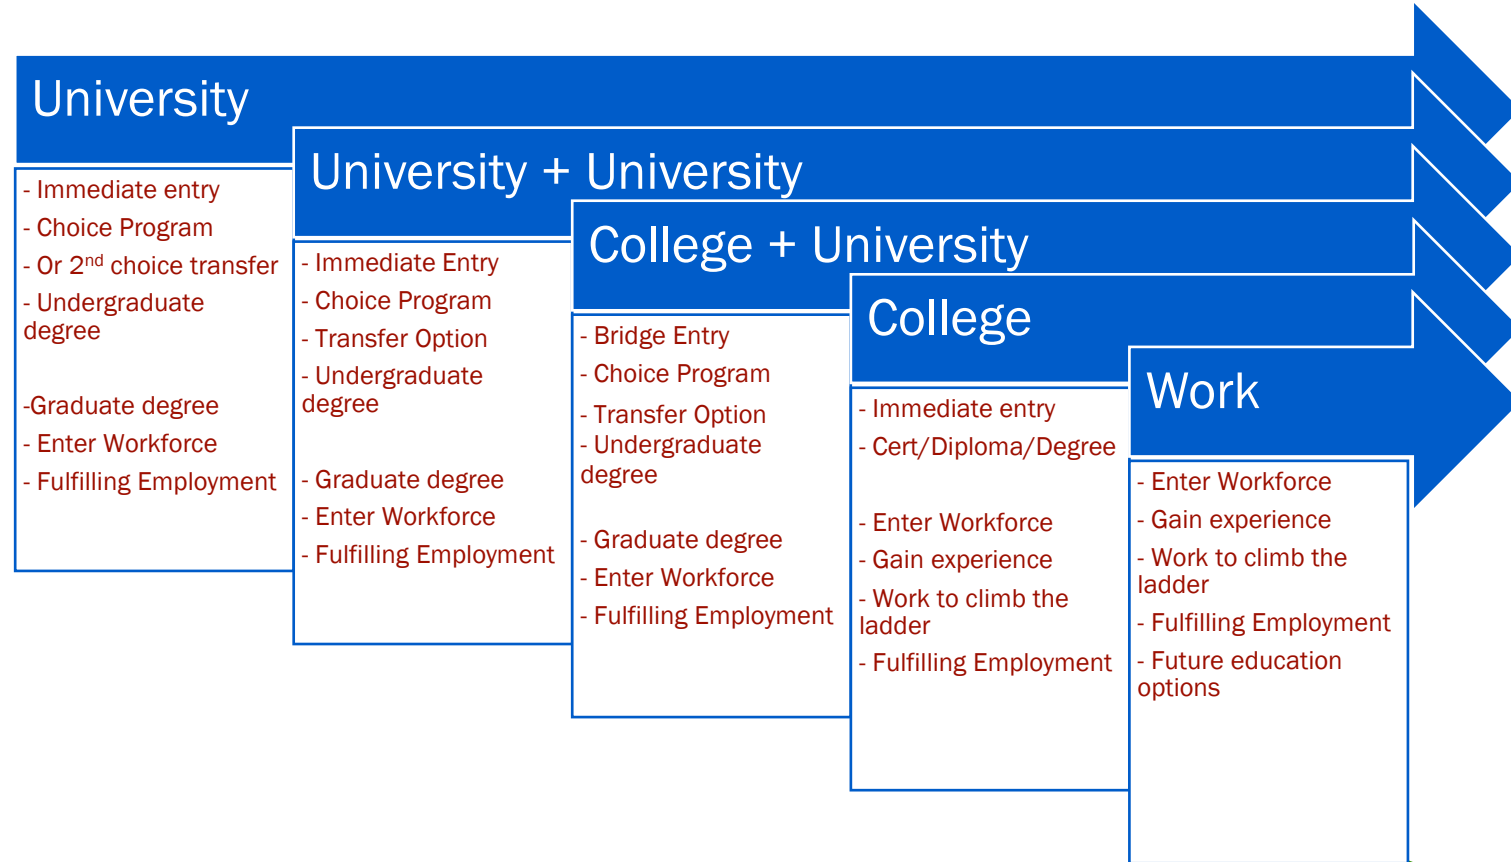 University
- Immediate entry
- Choice Program
- Or 2nd choice transfer
- Undergraduate
degree
-Graduate degree
- Enter Workforce
- Fulfilling Employment
University + University
- Immediate Entry
- Choice Program
- Transfer Option
- Undergraduate
degree
- Graduate degree
- Enter Workforce
- Fulfilling Employment
College + University
- Bridge Entry
- Choice Program
- Transfer Option
- Undergraduate
degree
- Graduate degree
- Enter Workforce
- Fulfilling Employment
College
- Immediate entry
- Cert/Diploma/Degree
- Enter Workforce
- Gain experience
- Work to climb the
ladder
- Fulfilling Employment
Work
- Enter Workforce
- Gain experience
- Work to climb the
ladder
- Fulfilling Employment
- Future education
options